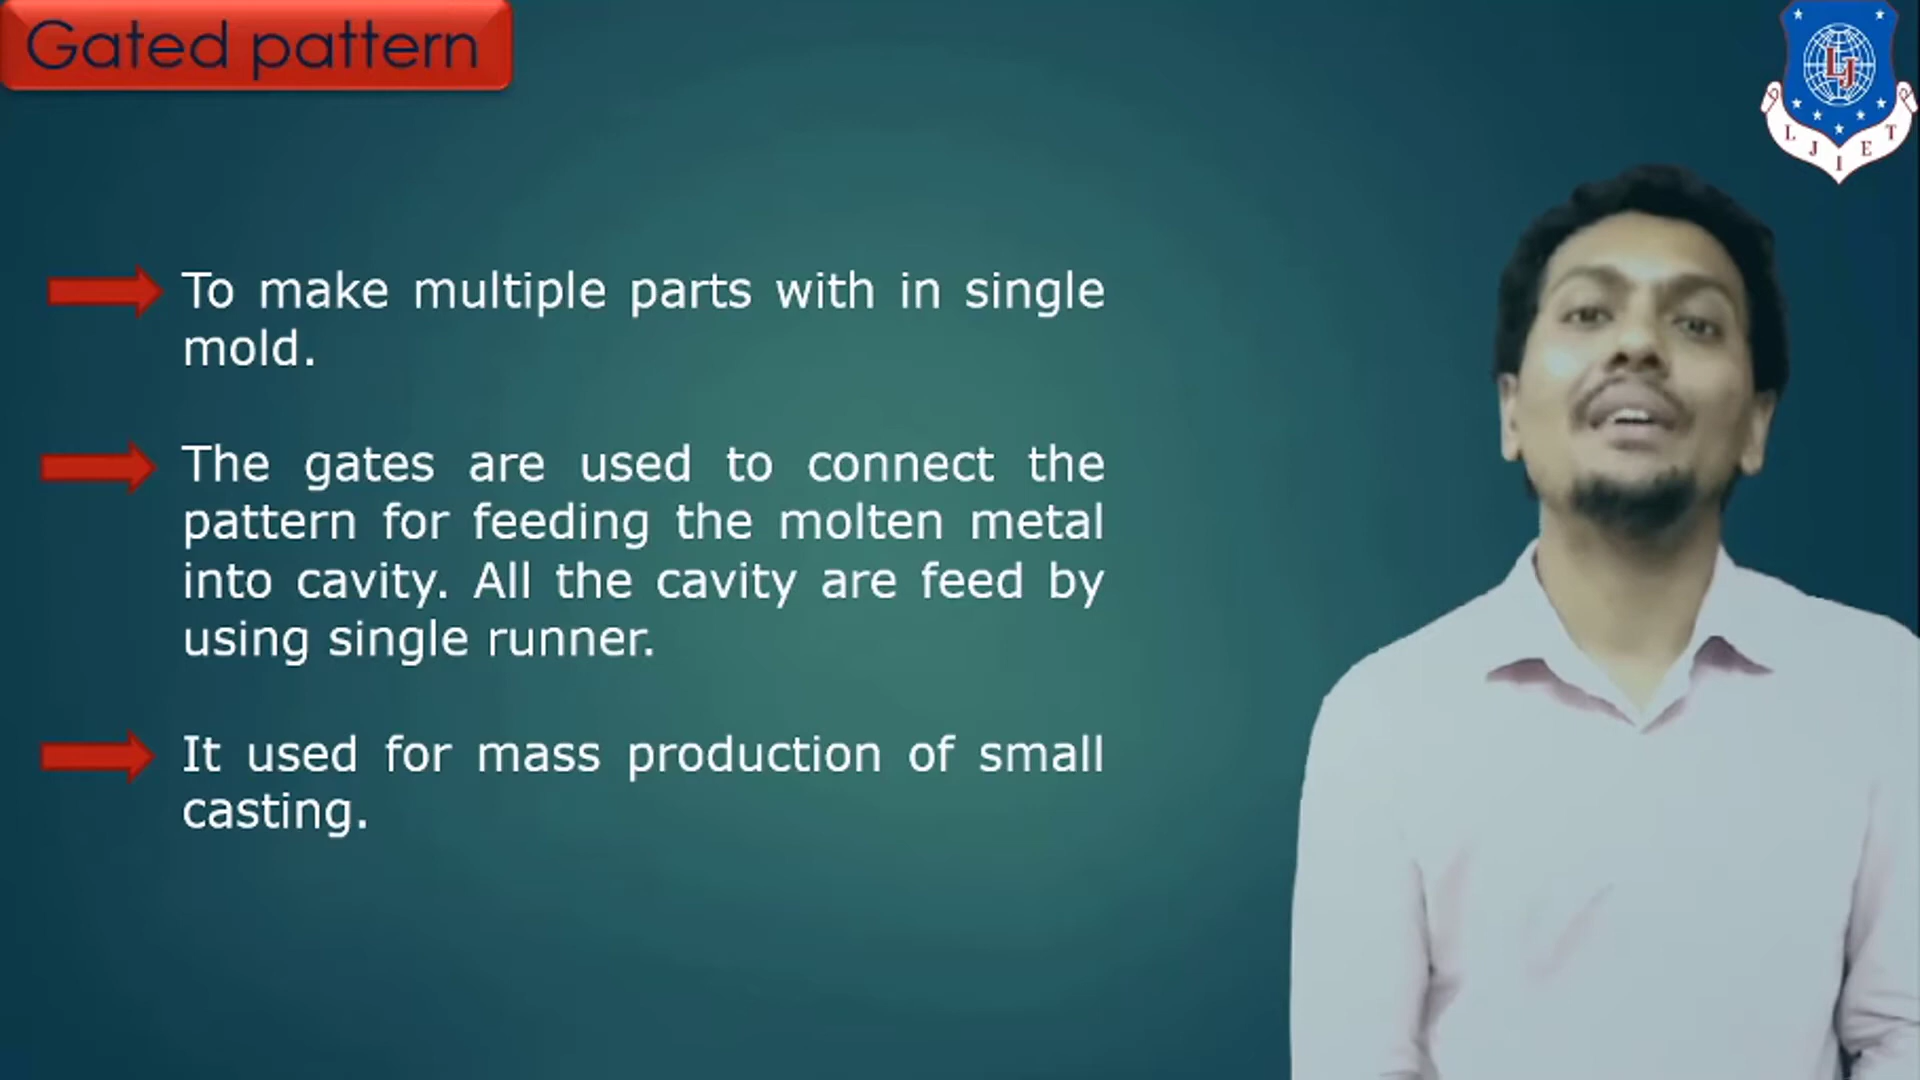 Gated pattern
LJ
L J I E T
To make multiple parts with in single
mold.
The gates are used to connect the
pattern for feeding the molten metal
into cavity. All the cavity are feed by
using single runner.
It used for mass production of small
casting.